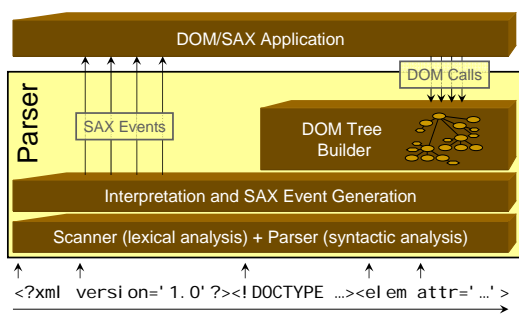 DOM/SAX Application
DOM Calls
Parser
SAX Events
DOM Tree
Builder
Interpretation and SAX Event Generation
Scanner (lexical analysis) + Parser (syntactic analysis)
<?xml version='1.0'?><!DOCTYPE …><elem attr='…'>